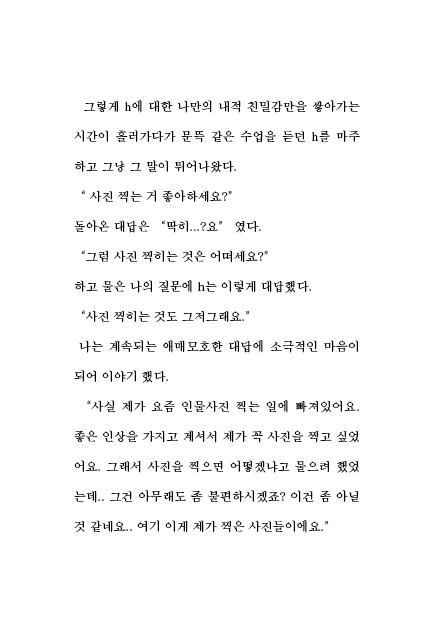 그렇게 h에 대한 나만의 내적 친밀감만을 쌓아가는
시간이 흘러가다가 문뜩 같은 수업을 듣던 h를 마주
하고 그냥 그 말이 튀어나왔다.
“ 사진 찍는 거 좋아하세요?”
돌아온 대답은 “딱히...?요” 였다.
“그럼 사진 찍히는 것은 어떠세요?”
하고 물은 나의 질문에 h는 이렇게 대답했다.
“사진 찍히는 것도 그저그래요.”
나는 계속되는 애매모호한 대답에 소극적인 마음이
되어 이야기 했다.
“사실 제가 요즘 인물사진 찍는 일에 빠져있어요.
좋은 인상을 가지고 계셔서 제가 꼭 사진을 찍고 싶었
어요. 그래서 사진을 찍으면 어떻겠냐고 물으려 했었
는데.. 그건 아무래도 좀 불편하시겠죠? 이건 좀 아닐
것 같네요.. 여기 이게 제가 찍은 사진들이에요.”